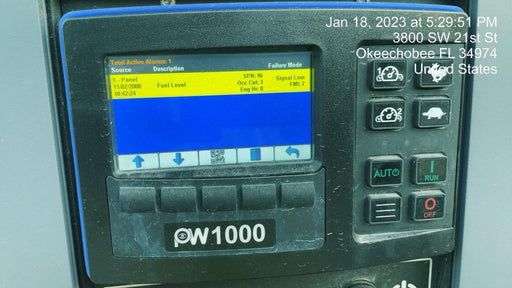 Jan 18, 2023 at 5:29:51 PM
3800 SW 21st St
Okeechobee FL 34974
United States
Total Active Alarms: 1
Source Description Failure Mode
1 - Panel SPN: 96 Signal Low
11/02/2000 Fuel Level Occ Cnt: 3 FMI: 2
10:42:24 Eng Hr: 0
1
2
AUTO
RUN
OFF
PW1000